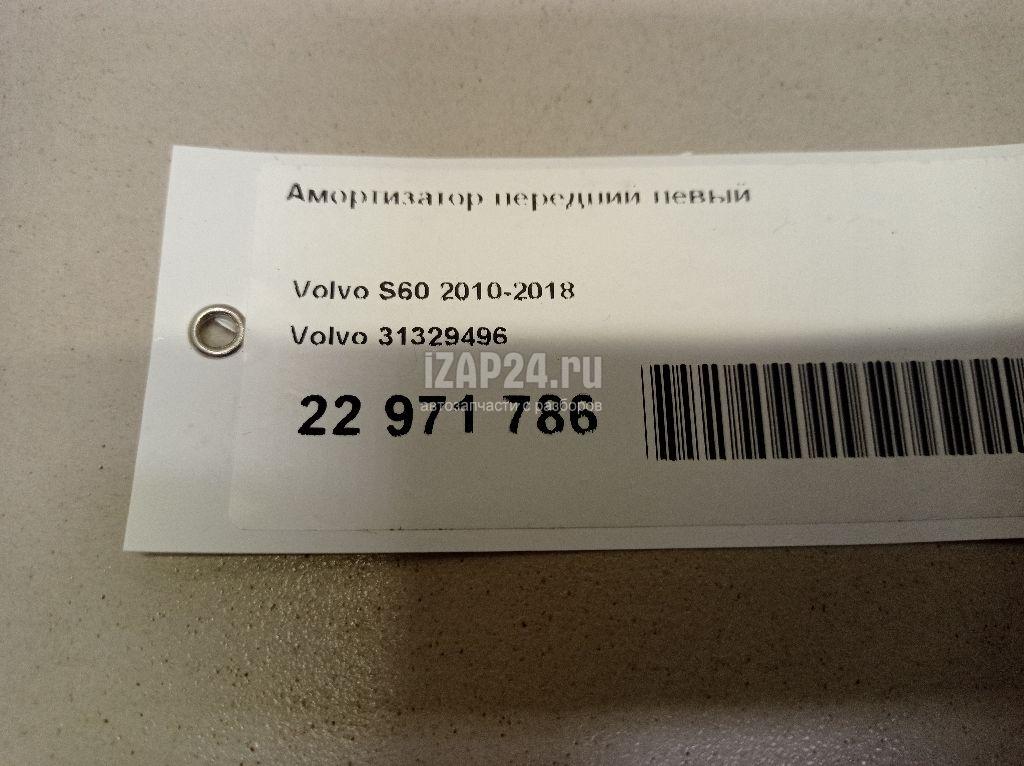 Амортизатор передний левый
Volvo S60 2010-2018
Volvo 31329496
iZAP24.ru
автозапчасти с разборов
22 971 786